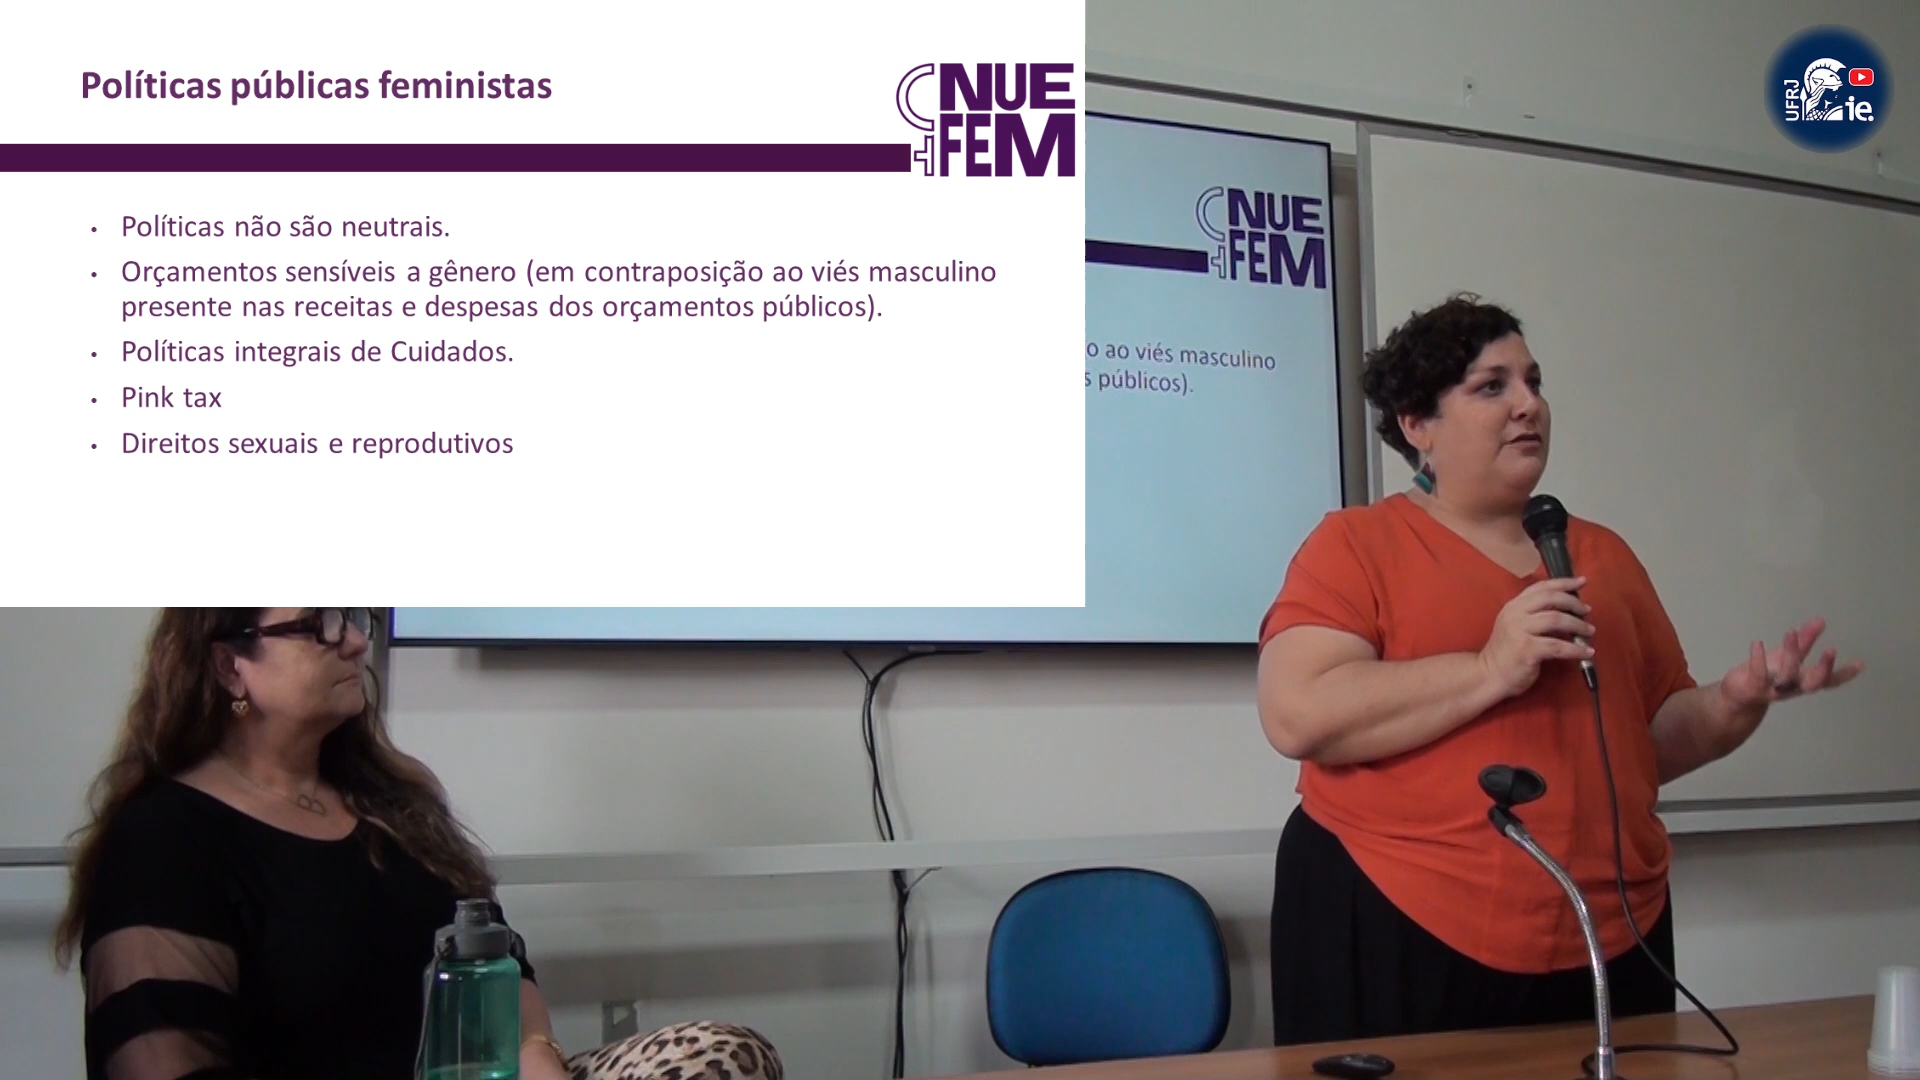 Políticas públicas feministas
NUE
FEM
• Políticas não são neutrais.
• Orçamentos sensíveis a gênero (em contraposição ao viés masculino
presente nas receitas e despesas dos orçamentos públicos).
• Políticas integrais de Cuidados.
• Pink tax
• Direitos sexuais e reprodutivos
UFRJ
ie.
NUE
FEM
o ao viés masculino
s públicos).